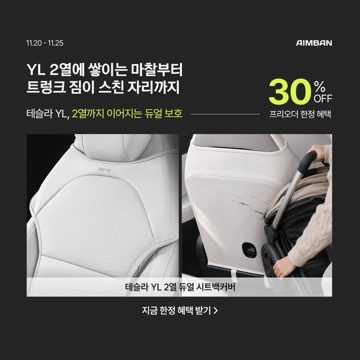 11.20 - 11.25
AIMBAN
YL 2열에 쌓이는 마찰부터
트렁크 짐이 스친 자리까지
30% OFF
테슬라 YL, 2열까지 이어지는 듀얼 보호
프리오더 한정 혜택
테슬라 YL 2열 듀얼 시트백커버
지금 한정 혜택 받기 >